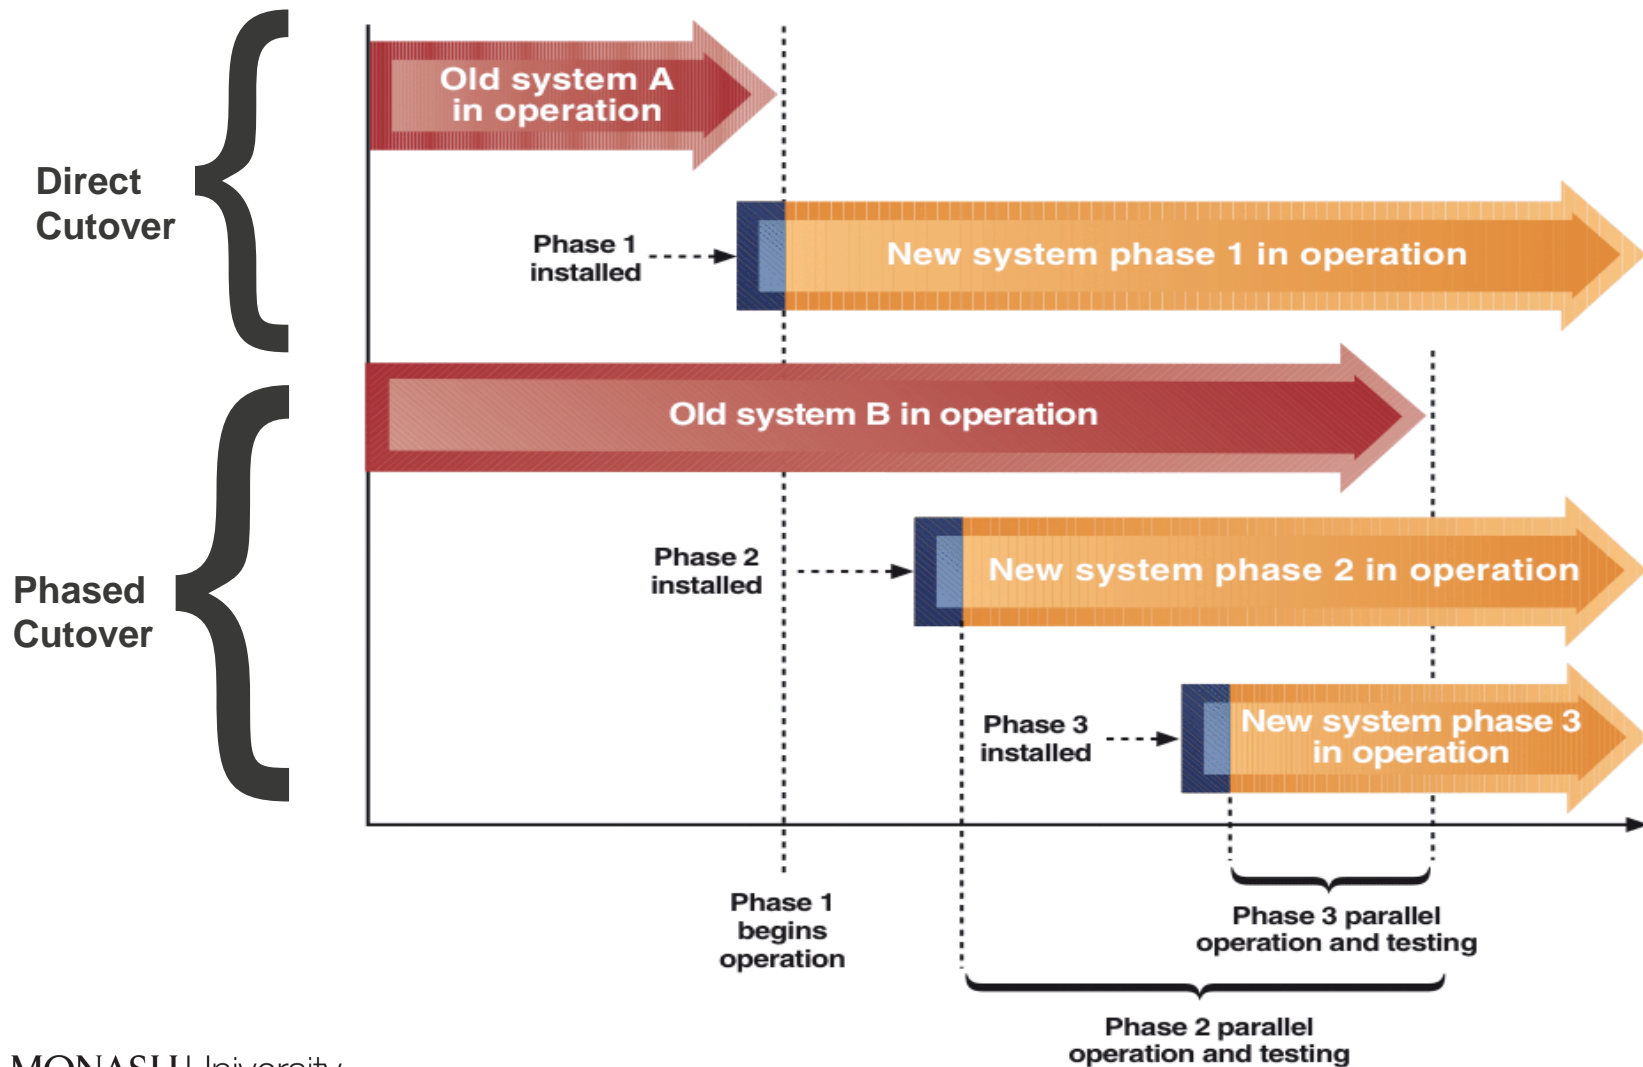 Direct
Cutover
Old system A
in operation
Phase 1
installed
New system phase 1 in operation
Old system B in operation
Phased
Cutover
Phase 2
installed
New system phase 2 in operation
Phase 3
installed
New system phase 3
in operation
Phase 1
begins
operation
Phase 3 parallel
operation and testing
Phase 2 parallel
operation and testing
MONASH University